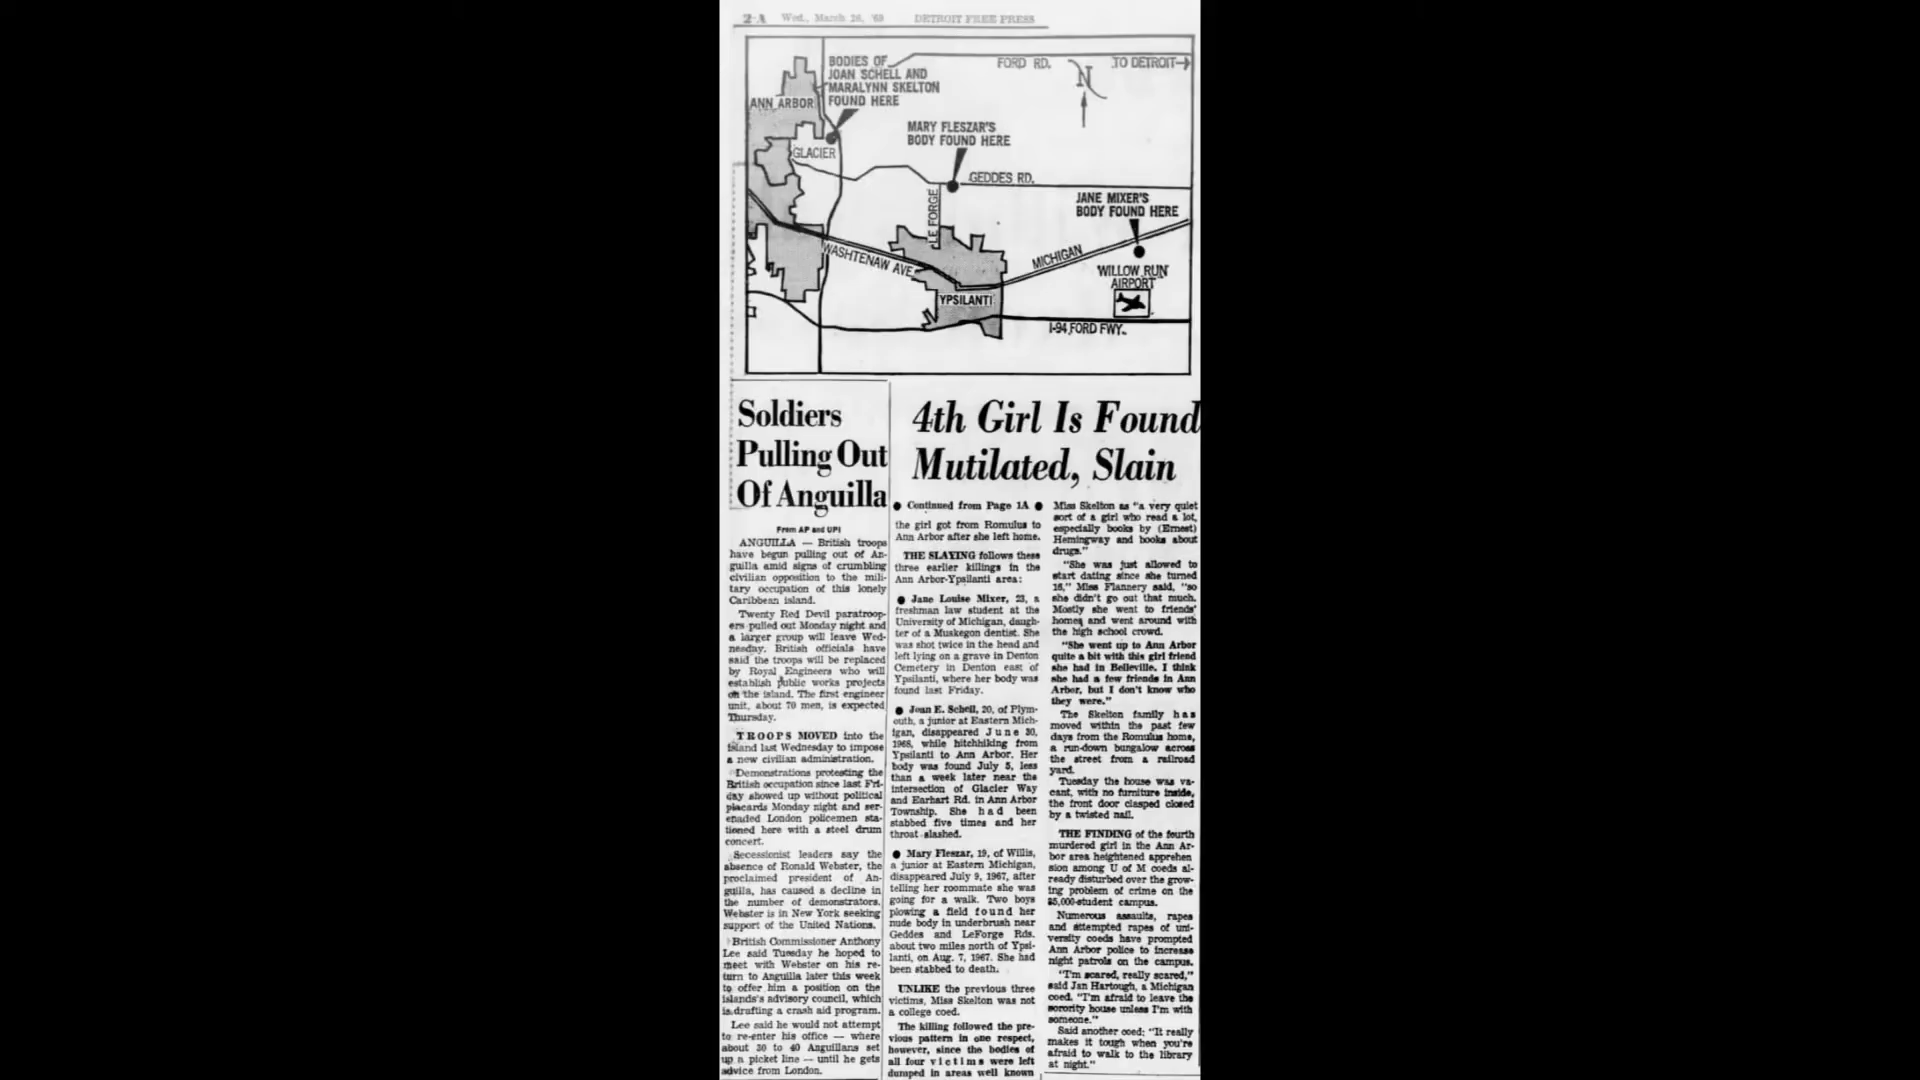 2-A Wed., March 26, '69 DETROIT FREE PRESS
BODIES OF
JOAN SCHELL AND
MARALYNN SKELTON
FOUND HERE
FORD RD.
N
TO DETROIT
ANN ARBOR
MARY FLESZAR'S
BODY FOUND HERE
GLACIER
GEDDES RD.
LE FORGE
JANE MIXER'S
BODY FOUND HERE
WASHTENAW AVE
MICHIGAN
WILLOW RUN
AIRPORT
YPSILANTI
I-94 FORD FWY.
Soldiers
Pulling Out
Of Anguilla
From AP and UPI
ANGUILLA — British troops
have begun pulling out of An-
guilla amid signs of crumbling
civilian opposition to the mili-
tary occupation of this lonely
Caribbean island.
Twenty Red Devil paratroop-
ers pulled out Monday night and
a larger group will leave Wed-
nesday. British officials have
said the troops will be replaced
by Royal Engineers who will
establish public works projects
on the island. The first engineer
unit, about 70 men, is expected
Thursday.
TROOPS MOVED into the
island last Wednesday to impose
a new civilian administration.
Demonstrations protesting the
British occupation since last Fri-
day showed up without political
placards Monday night and ser-
enaded London policemen sta-
tioned here with a steel drum
concert.
Secessionist leaders say the
absence of Ronald Webster, the
proclaimed president of An-
guilla, has caused a decline in
the number of demonstrators.
Webster is in New York seeking
support of the United Nations.
British Commissioner Anthony
Lee said Tuesday he hoped to
meet with Webster on his re-
turn to Anguilla later this week
to offer him a position on the
islands's advisory council, which
is drafting a crash aid program.
Lee said he would not attempt
to re-enter his office — where
about 30 to 40 Anguillans set
up a picket line — until he gets
advice from London.
4th Girl Is Found
Mutilated, Slain
● Continued from Page 1A ●
the girl got from Romulus to
Ann Arbor after she left home.
THE SLAYING follows these
three earlier killings in the
Ann Arbor-Ypsilanti area:
● Jane Louise Mixer, 23, a
freshman law student at the
University of Michigan, daugh-
ter of a Muskegon dentist. She
was shot twice in the head and
left lying on a grave in Denton
Cemetery in Denton east of
Ypsilanti, where her body was
found last Friday.
● Joan E. Schell, 20, of Plym-
outh, a junior at Eastern Mich-
igan, disappeared June 30,
1968, while hitchhiking from
Ypsilanti to Ann Arbor. Her
body was found July 5, less
than a week later near the
intersection of Glacier Way
and Earhart Rd. in Ann Arbor
Township. She had been
stabbed five times and her
throat slashed.
● Mary Fleszar, 19, of Willis,
a junior at Eastern Michigan,
disappeared July 9, 1967, after
telling her roommate she was
going for a walk. Two boys
plowing a field found her
nude body in underbrush near
Geddes and LeForge Rds.
about two miles north of Ypsi-
lanti, on Aug. 7, 1967. She had
been stabbed to death.
UNLIKE the previous three
victims, Miss Skelton was not
a college coed.
The killing followed the pre-
vious pattern in one respect,
however, since the bodies of
all four victims were left
dumped in areas well known
Miss Skelton as "a very quiet
sort of a girl who read a lot,
especially books by (Ernest)
Hemingway and books about
drugs."
"She was just allowed to
start dating since she turned
16," Miss Flannery said, "so
she didn't go out that much.
Mostly she went to friends'
homes and went around with
the high school crowd.
"She went up to Ann Arbor
quite a bit with this girl friend
she had in Belleville. I think
she had a few friends in Ann
Arbor, but I don't know who
they were."
The Skelton family has
moved within the past few
days from the Romulus home,
a run-down bungalow across
the street from a railroad
yard.
Tuesday the house was va-
cant, with no furniture inside,
the front door clasped closed
by a twisted nail.
THE FINDING of the fourth
murdered girl in the Ann Ar-
bor area heightened apprehen
sion among U of M coeds al-
ready disturbed over the grow-
ing problem of crime on the
35,000-student campus.
Numerous assaults, rapes
and attempted rapes of uni-
versity coeds have prompted
Ann Arbor police to increase
night patrols on the campus.
"I'm scared, really scared,"
said Jan Hartough, a Michigan
coed. "I'm afraid to leave the
sorority house unless I'm with
someone."
Said another coed: "It really
makes it tough when you're
afraid to walk to the library
at night."